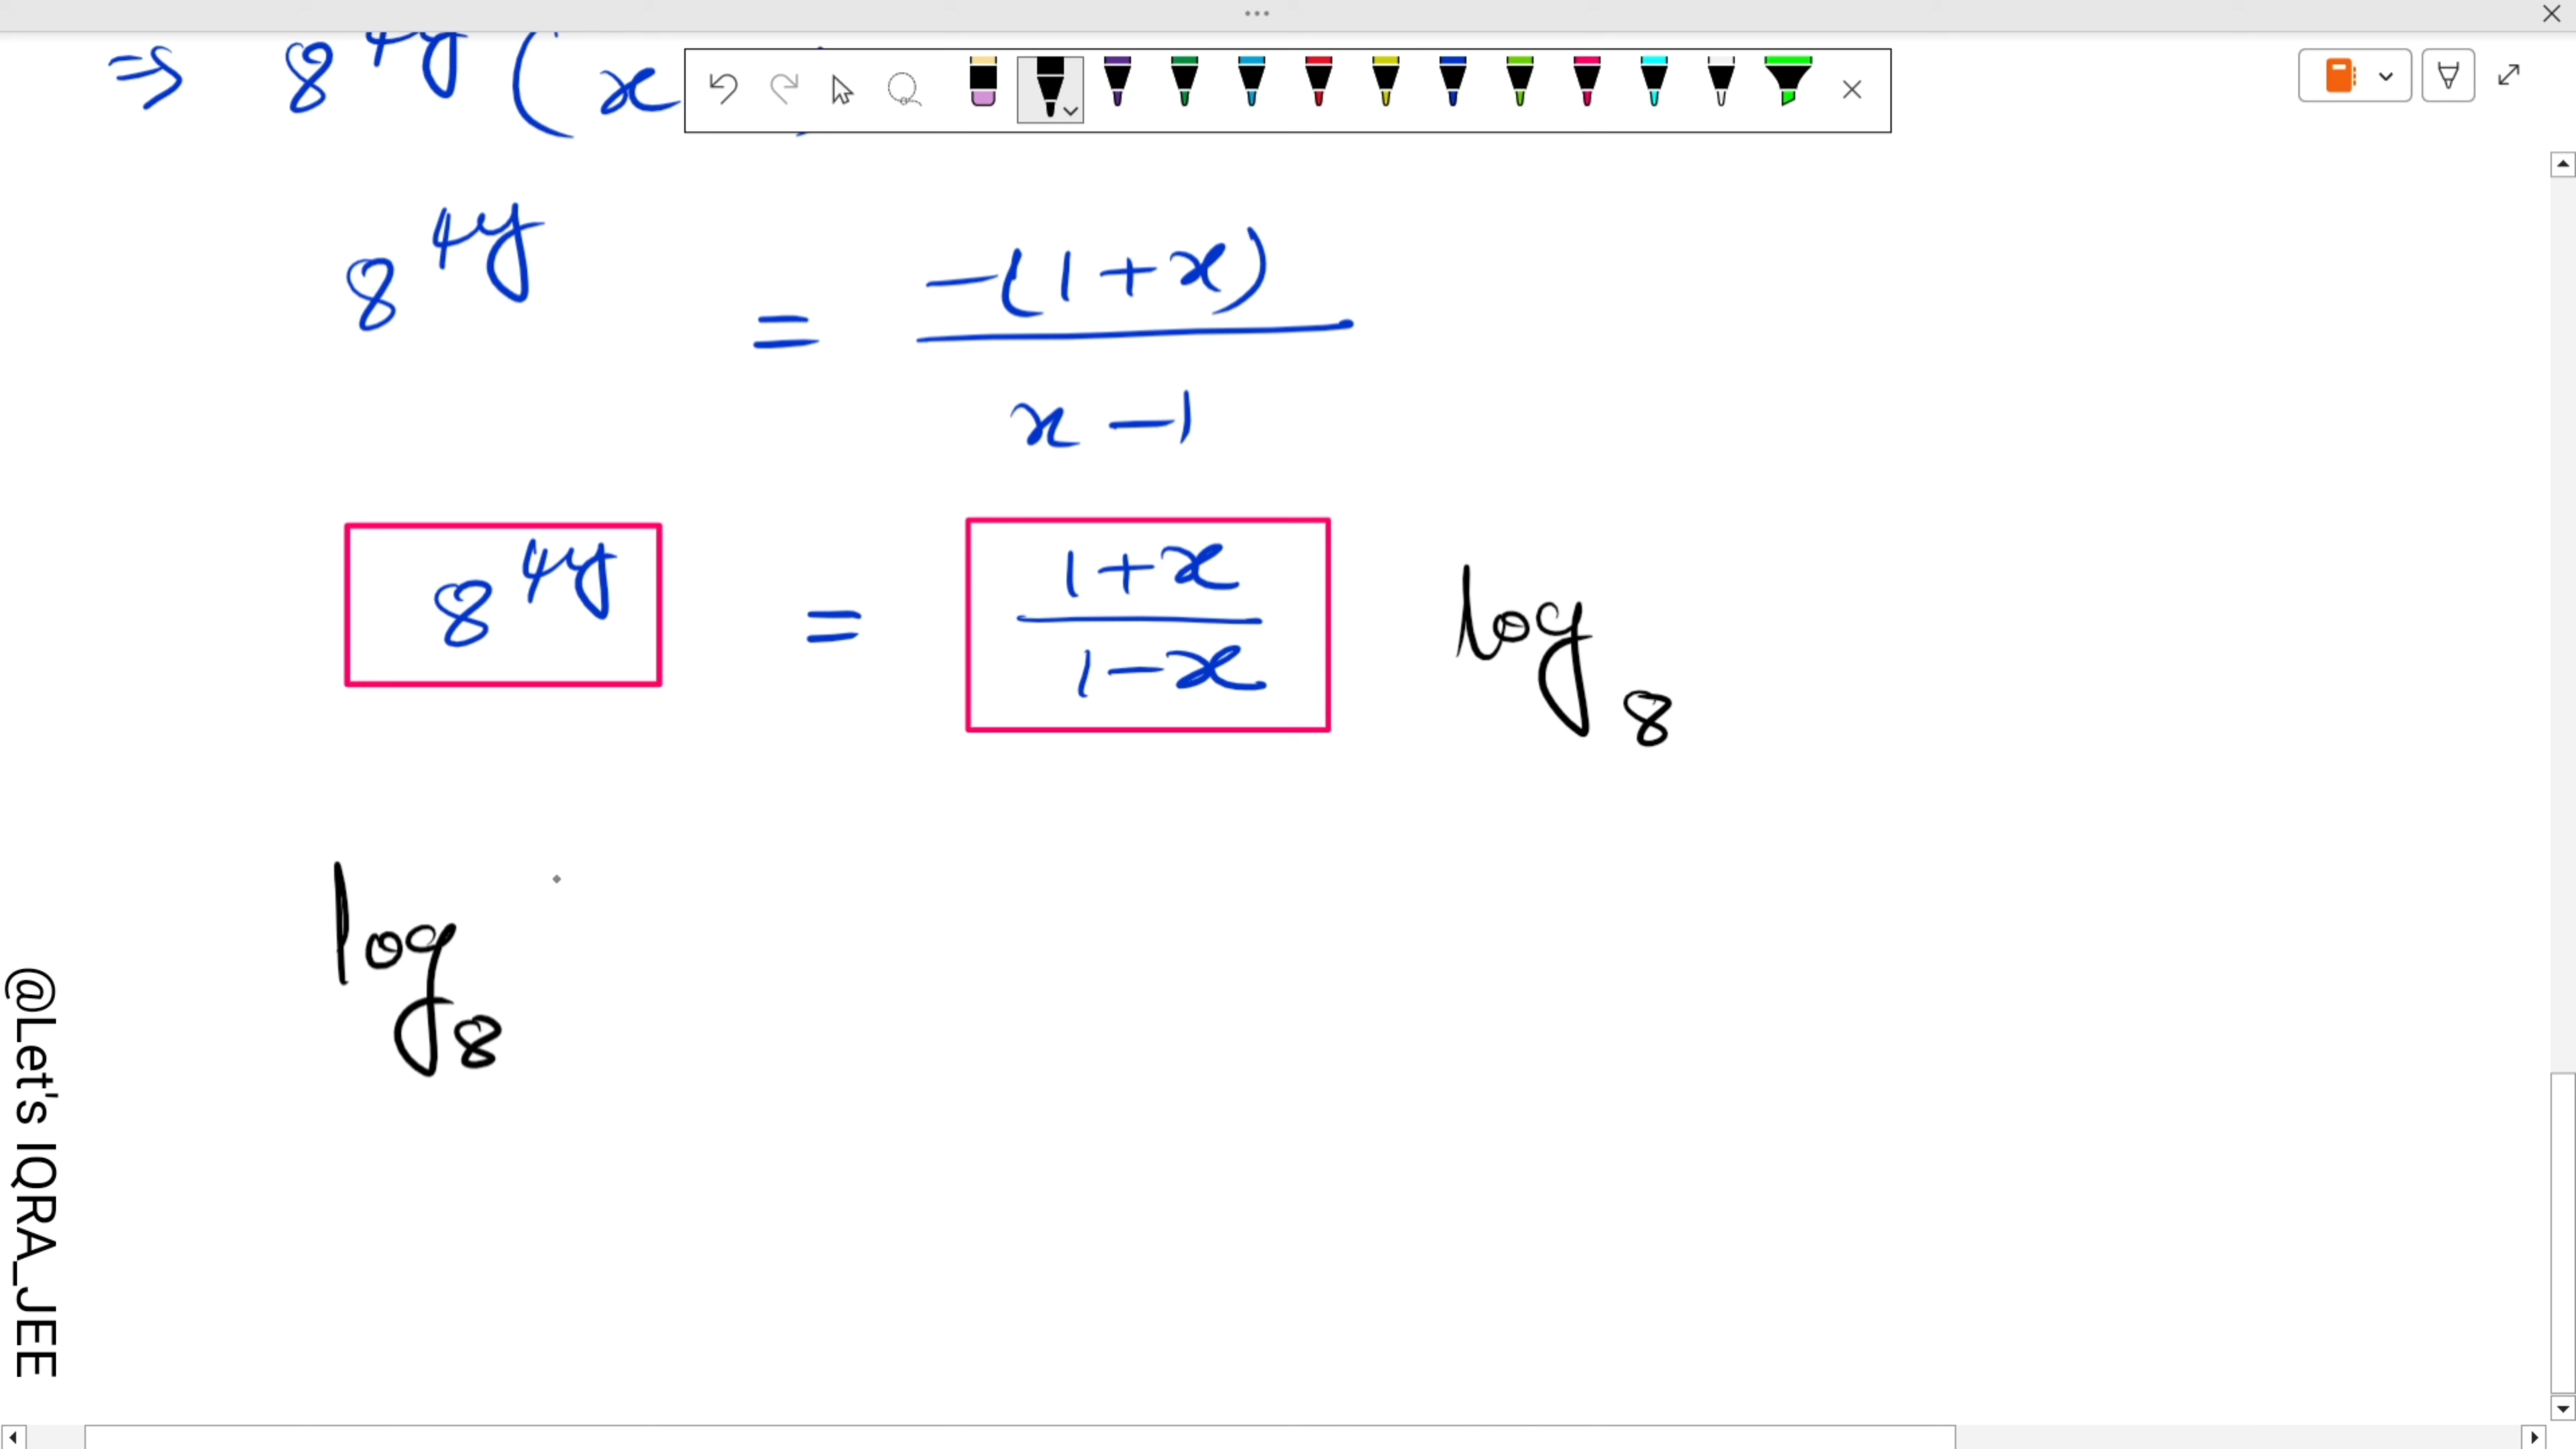 ⇒ 8^4y (x
8^4y = -(1+x) / x-1
8^4y = 1+x / 1-x log_8
log_8
@Let's IQRA_JEE